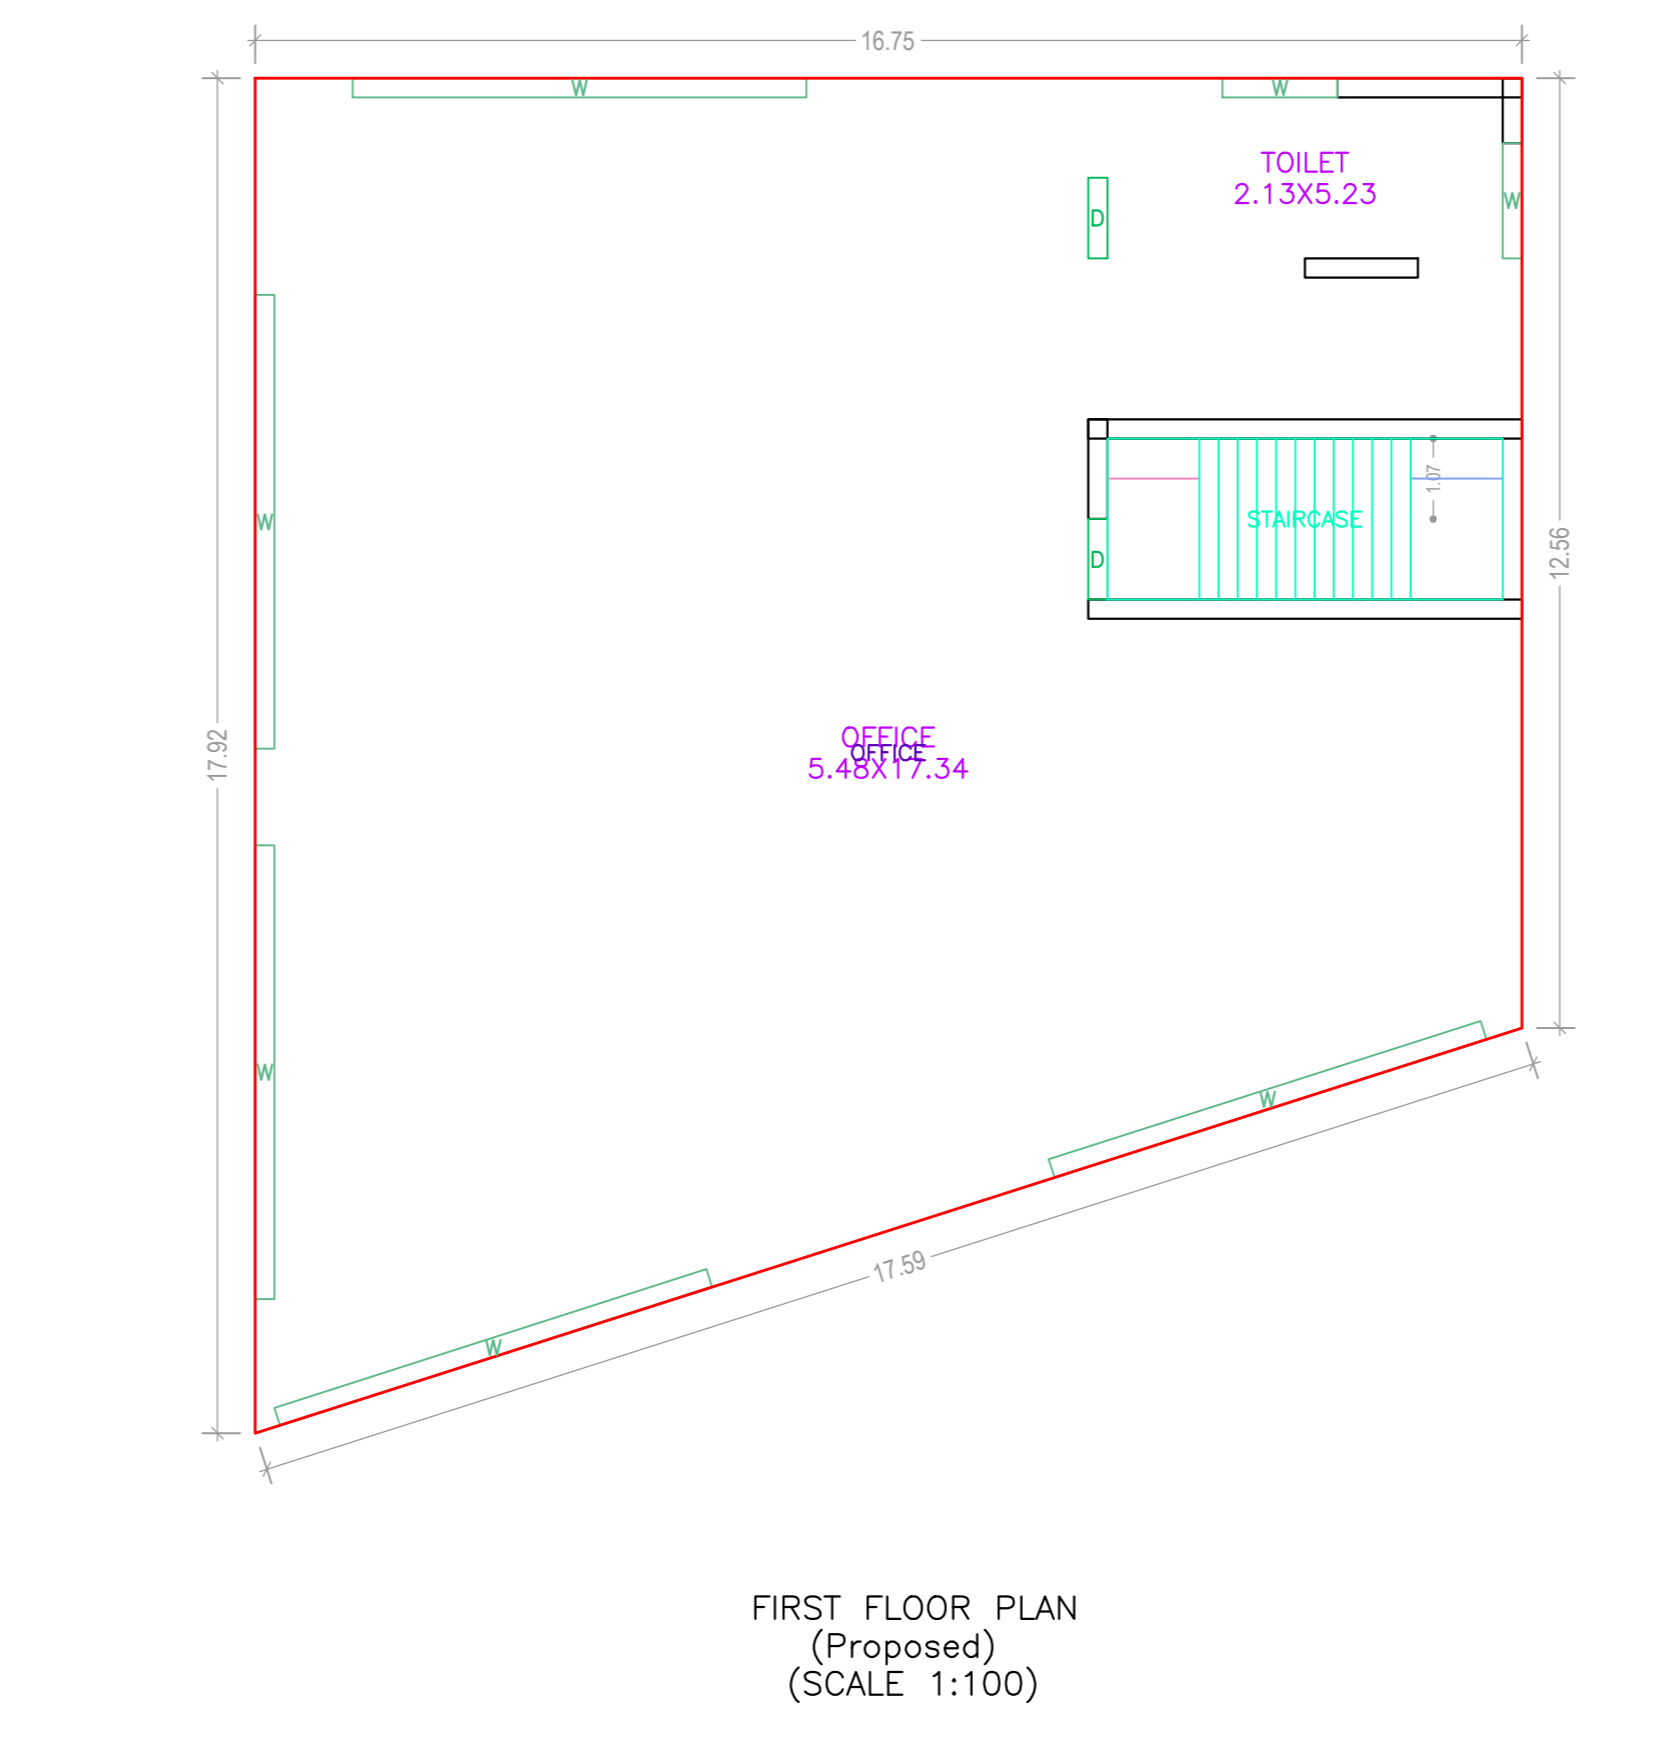 16.75
W
W
TOILET
2.13X5.23
W
D
W
1.07
STAIRCASE
D
12.56
17.92
OFFICE
OFFICE
5.48X17.34
W
W
17.59
W
FIRST FLOOR PLAN
(Proposed)
(SCALE 1:100)